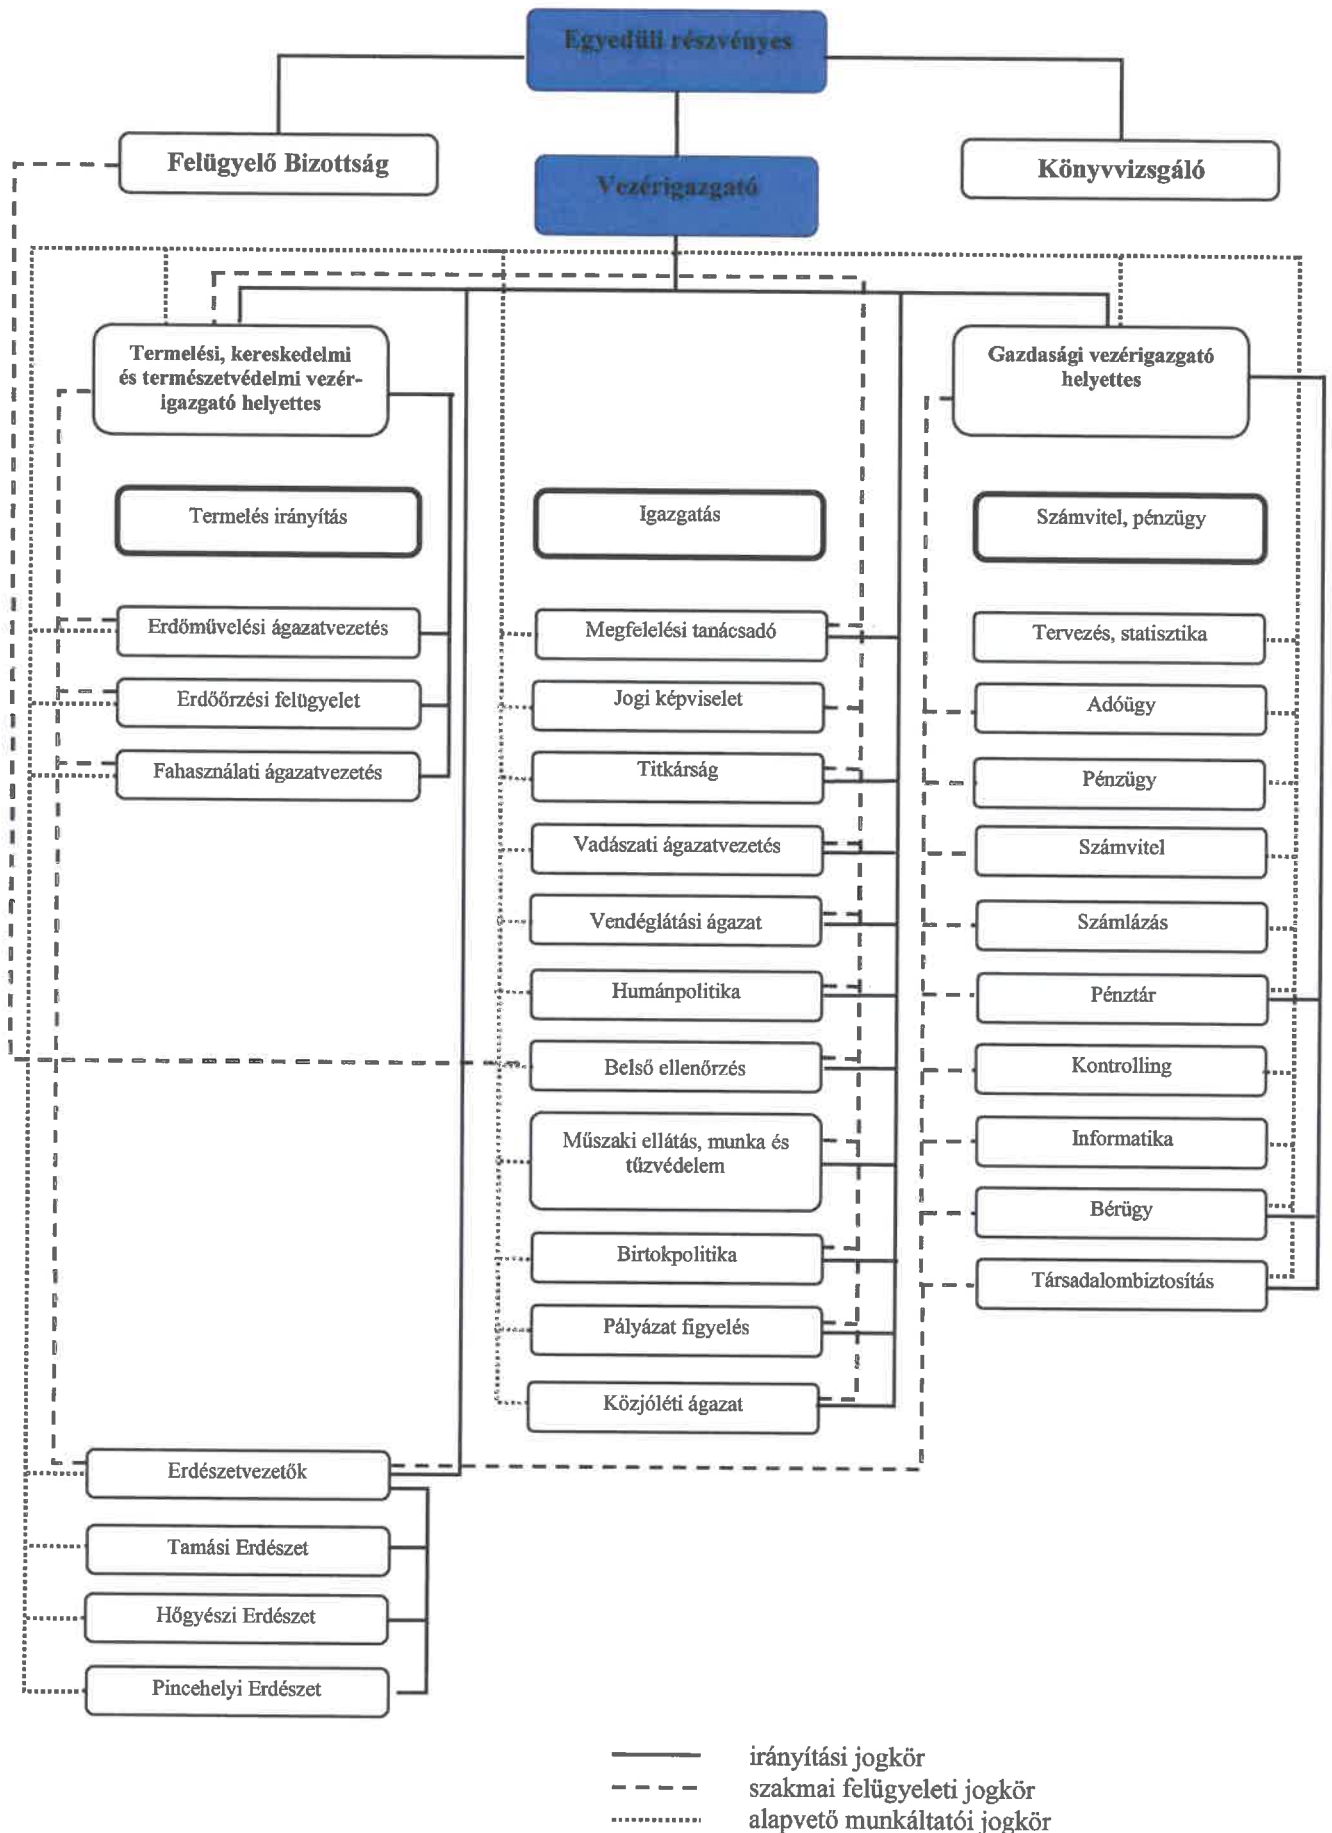 Egyedüli részvényes
Felügyelő Bizottság
Vezérigazgató
Könyvvizsgáló
Termelési, kereskedelmi
és természetvédelmi vezér-
igazgató helyettes
Gazdasági vezérigazgató
helyettes
Termelés irányítás
Igazgatás
Számvitel, pénzügy
Erdőművelési ágazatvezetés
Erdőőrzési felügyelet
Fahasználati ágazatvezetés
Megfelelési tanácsadó
Jogi képviselet
Titkárság
Vadászati ágazatvezetés
Vendéglátási ágazat
Humánpolitika
Belső ellenőrzés
Műszaki ellátás, munka és
tűzvédelem
Birtokpolitika
Pályázat figyelés
Közjóléti ágazat
Tervezés, statisztika
Adóügy
Pénzügy
Számvitel
Számlázás
Pénztár
Kontrolling
Informatika
Bérügy
Társadalombiztosítás
Erdészetvezetők
Tamási Erdészet
Hőgyészi Erdészet
Pincehelyi Erdészet
irányítási jogkör
szakmai felügyeleti jogkör
alapvető munkáltatói jogkör